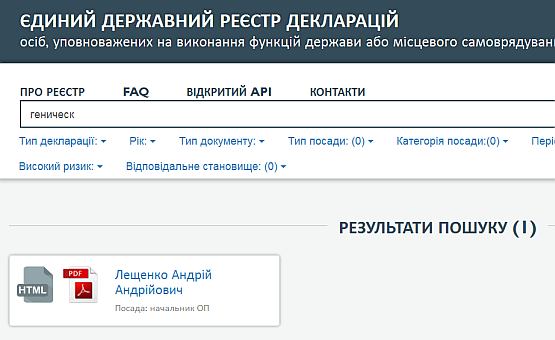 ЄДИНИЙ ДЕРЖАВНИЙ РЕЄСТР ДЕКЛАРАЦІЙ
осіб, уповноважених на виконання функцій держави або місцевого
ПРО РЕЄСТР FAQ ВІДКРИТИЙ API КОНТАКТИ
геническ
Тип декларації: Рік: Тип документу: Тип посади: (0) Категорія посади:(0)
Високий ризик: Відповідальне становище: (0)
РЕЗУЛЬТАТИ ПОШУКУ (1)
HTML PDF
Лещенко Андрій
Андрійович
Посада: начальник ОП